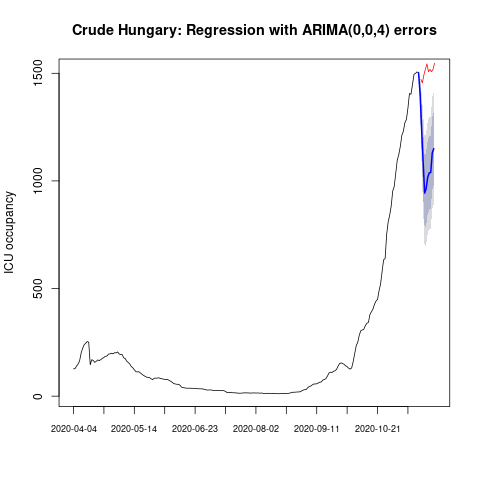 Crude Hungary: Regression with ARIMA(0,0,4) errors
ICU occupancy
1500
1000
500
0
2020-04-04 2020-05-14 2020-06-23 2020-08-02 2020-09-11 2020-10-21